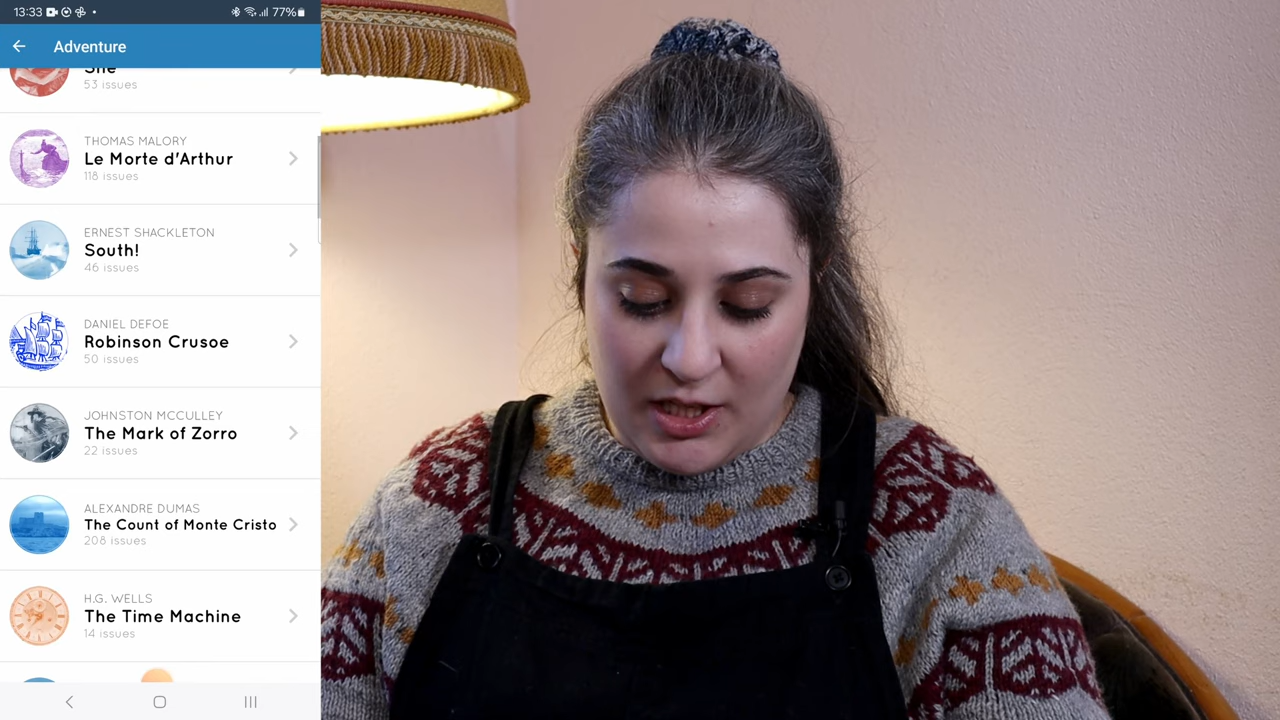 13:33
77%
Adventure
She
53 issues
THOMAS MALORY
Le Morte d'Arthur
118 issues
ERNEST SHACKLETON
South!
46 issues
DANIEL DEFOE
Robinson Crusoe
50 issues
JOHNSTON MCCULLEY
The Mark of Zorro
22 issues
ALEXANDRE DUMAS
The Count of Monte Cristo
208 issues
H.G. WELLS
The Time Machine
14 issues